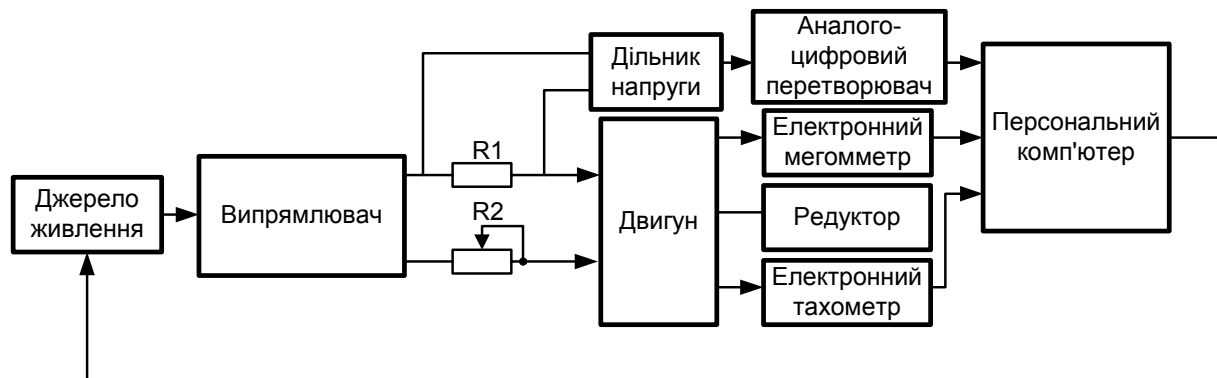 Джерело
живлення
Випрямлювач
R1
R2
Дільник
напруги
Двигун
Аналого-
цифровий
перетворювач
Електронний
мегомметр
Редуктор
Електронний
тахометр
Персональний
комп'ютер